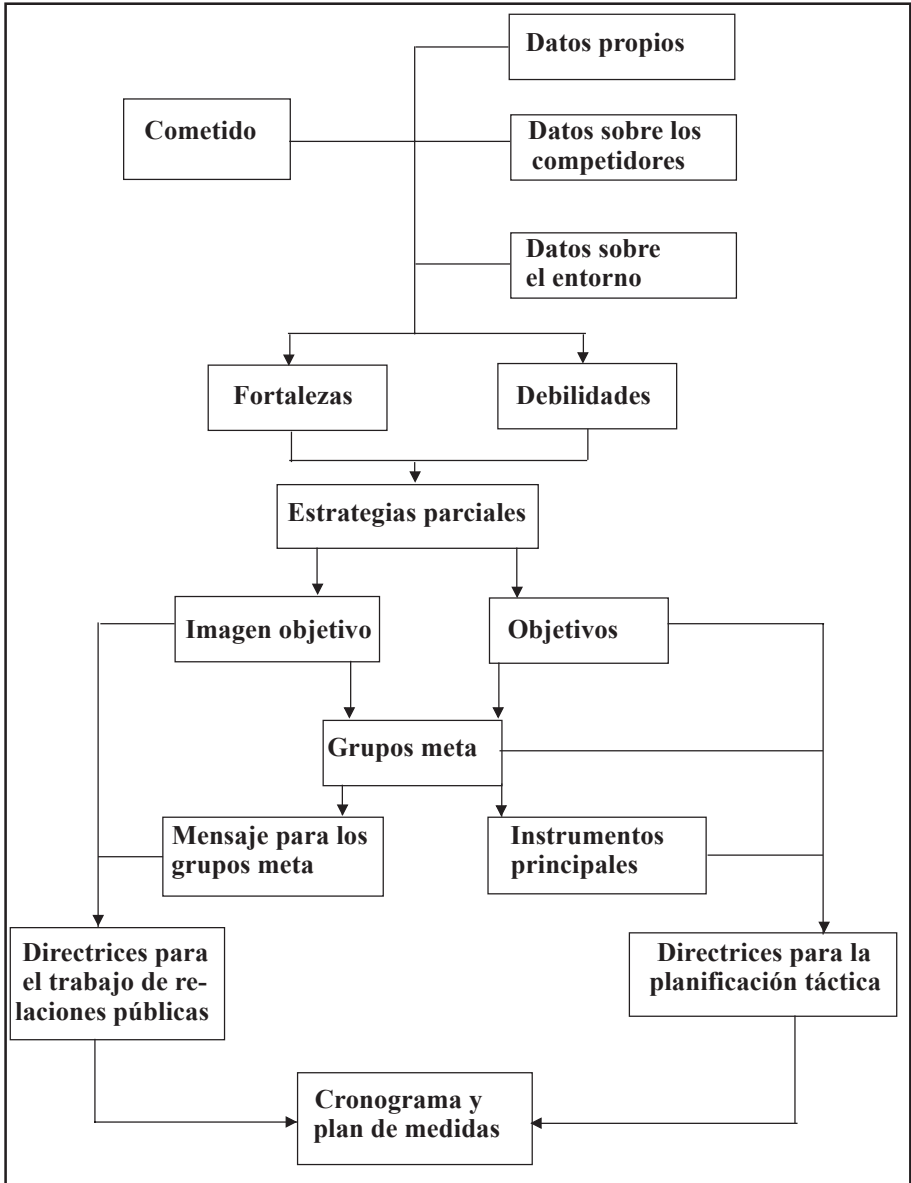 Datos propios
Cometido
Datos sobre los
competidores
Datos sobre
el entorno
Fortalezas
Debilidades
Estrategias parciales
Imagen objetivo
Objetivos
Grupos meta
Mensaje para los
grupos meta
Instrumentos
principales
Directrices para
el trabajo de re-
laciones públicas
Directrices para la
planificación táctica
Cronograma y
plan de medidas